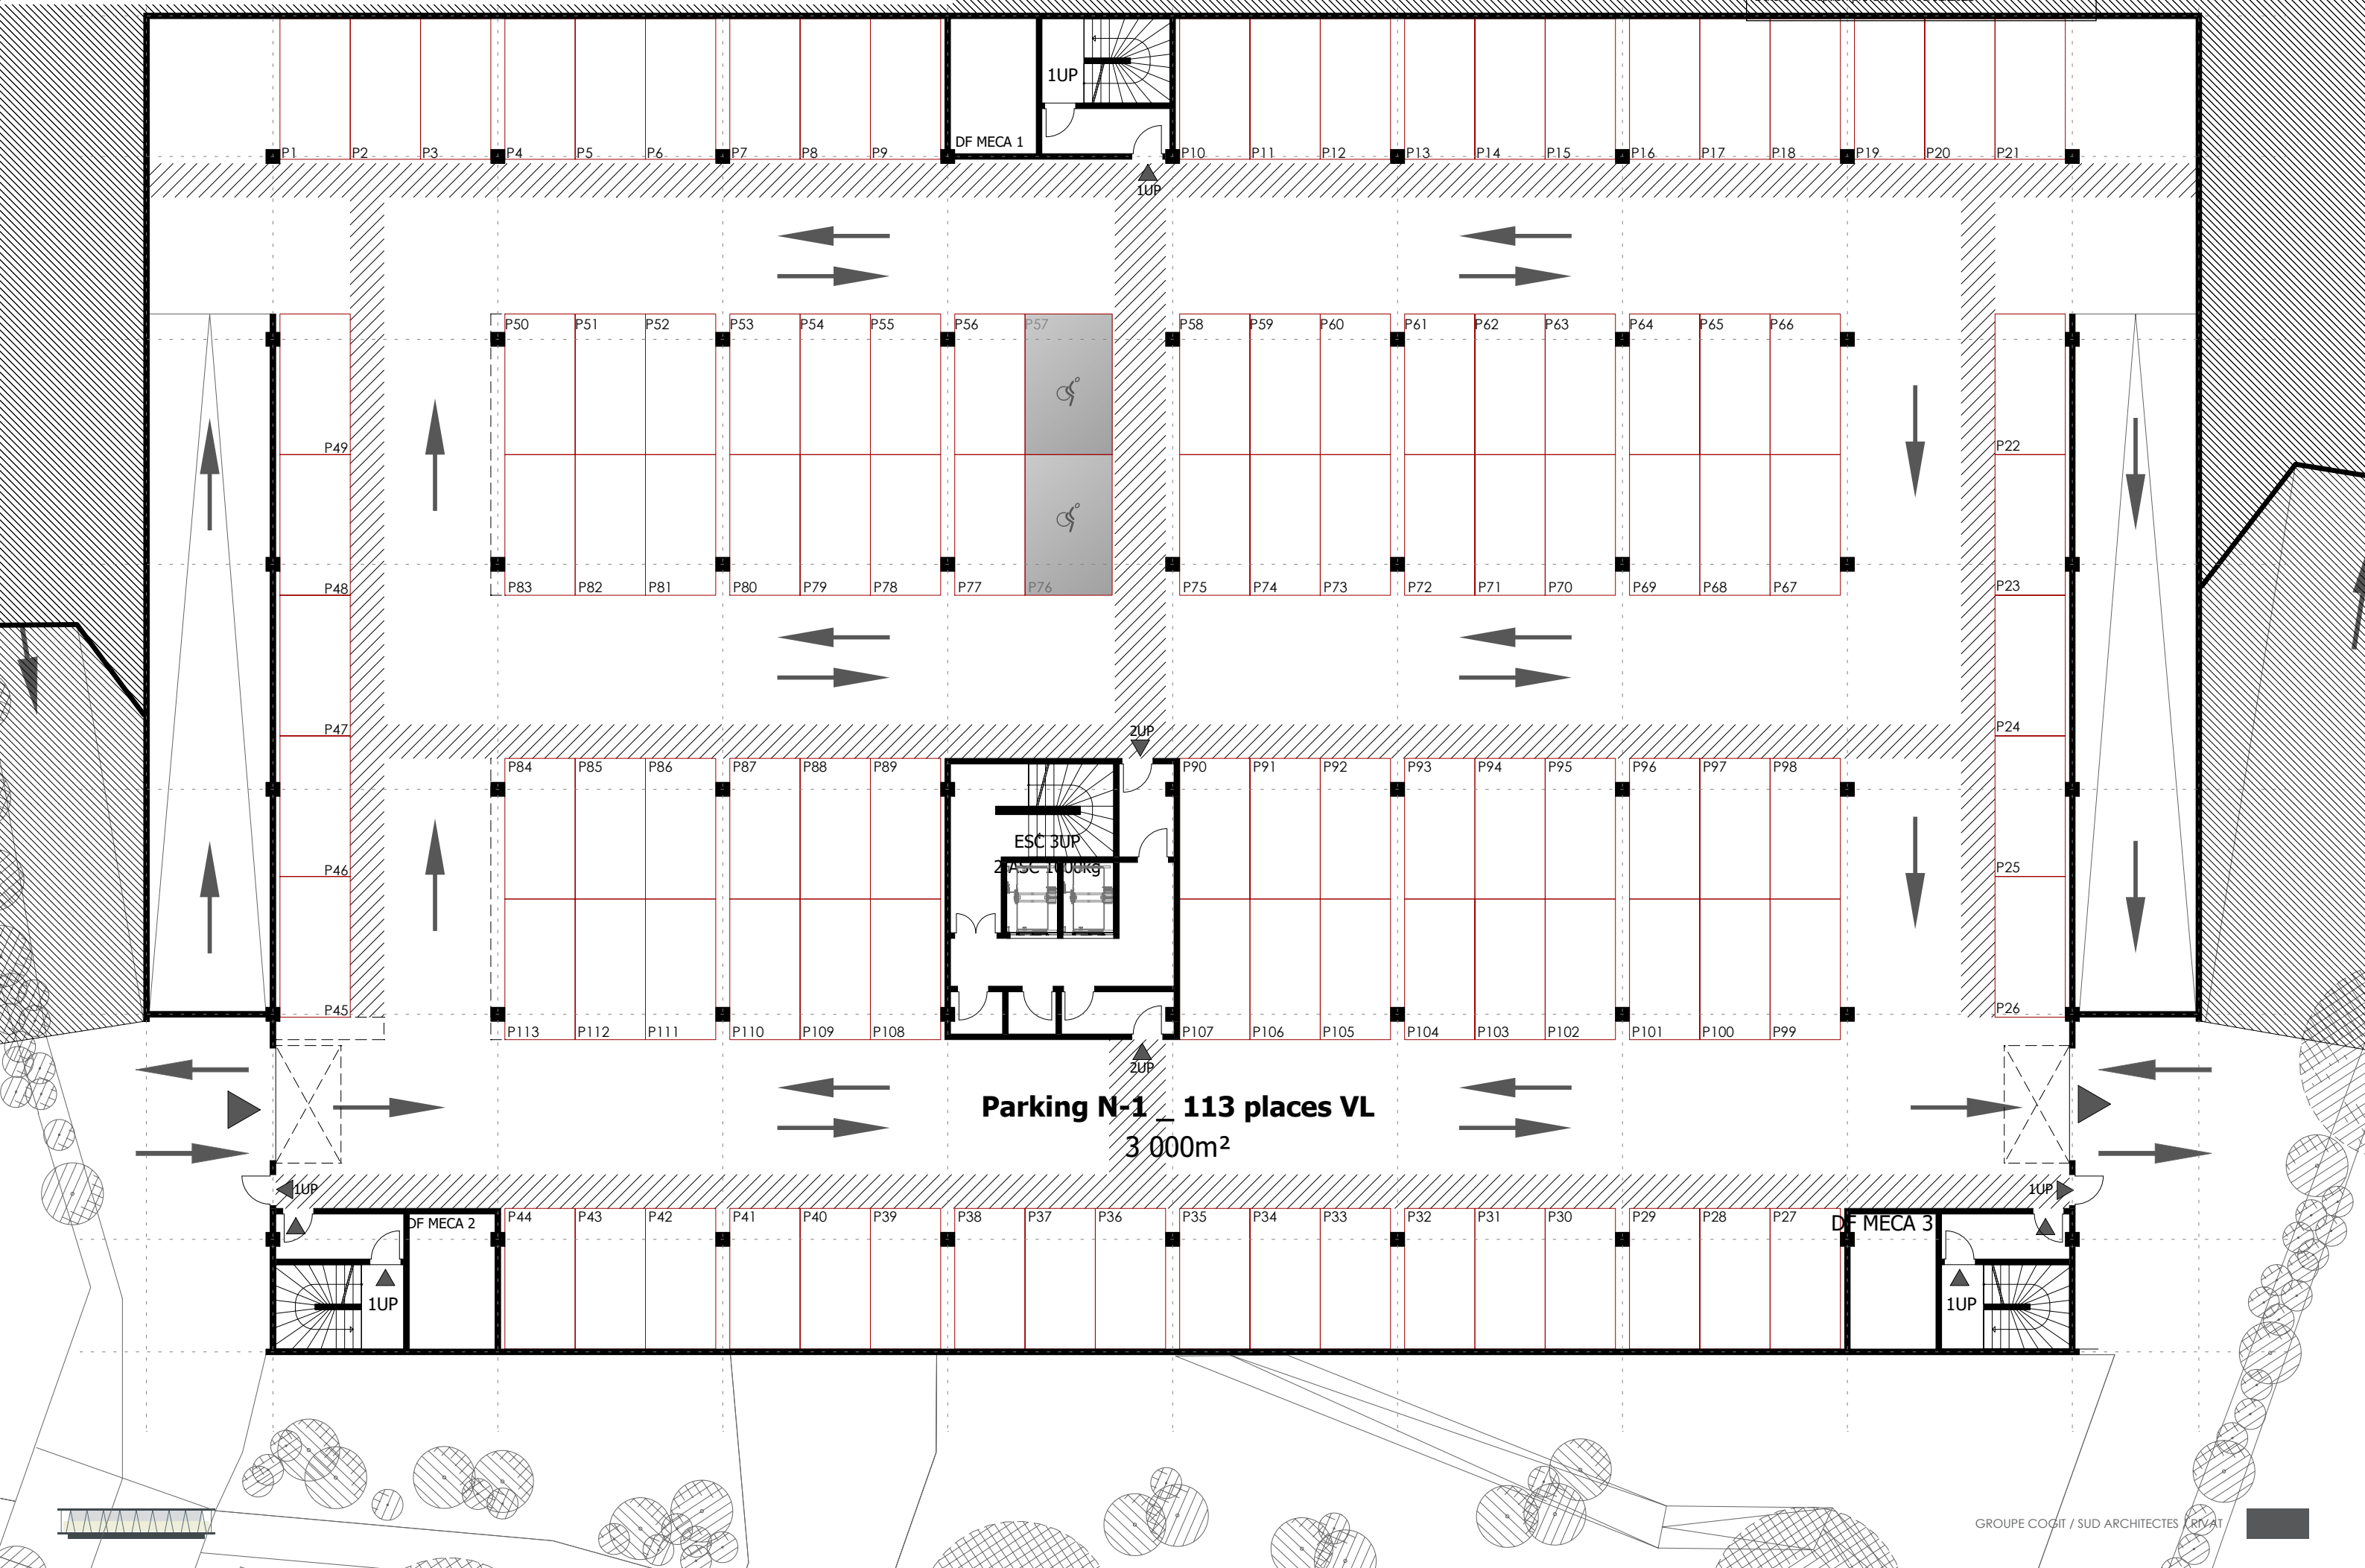 1UP
DF MECA 1
P1 P2 P3 P4 P5 P6 P7 P8 P9 P10 P11 P12 P13 P14 P15 P16 P17 P18 P19 P20 P21
1UP
P50 P51 P52 P53 P54 P55 P56 P57 P58 P59 P60 P61 P62 P63 P64 P65 P66
P49 P22
P48 P83 P82 P81 P80 P79 P78 P77 P76 P75 P74 P73 P72 P71 P70 P69 P68 P67 P23
P47 2UP P24
P84 P85 P86 P87 P88 P89 P90 P91 P92 P93 P94 P95 P96 P97 P98
ESC 3UP
2 ASC 1000kg
P46 P25
P45 P26
P113 P112 P111 P110 P109 P108 P107 P106 P105 P104 P103 P102 P101 P100 P99
2UP
Parking N-1 _ 113 places VL
3 000m²
1UP 1UP
DF MECA 2 P44 P43 P42 P41 P40 P39 P38 P37 P36 P35 P34 P33 P32 P31 P30 P29 P28 P27 DF MECA 3
1UP 1UP
GROUPE COGIT / SUD ARCHITECTES / RIVAT